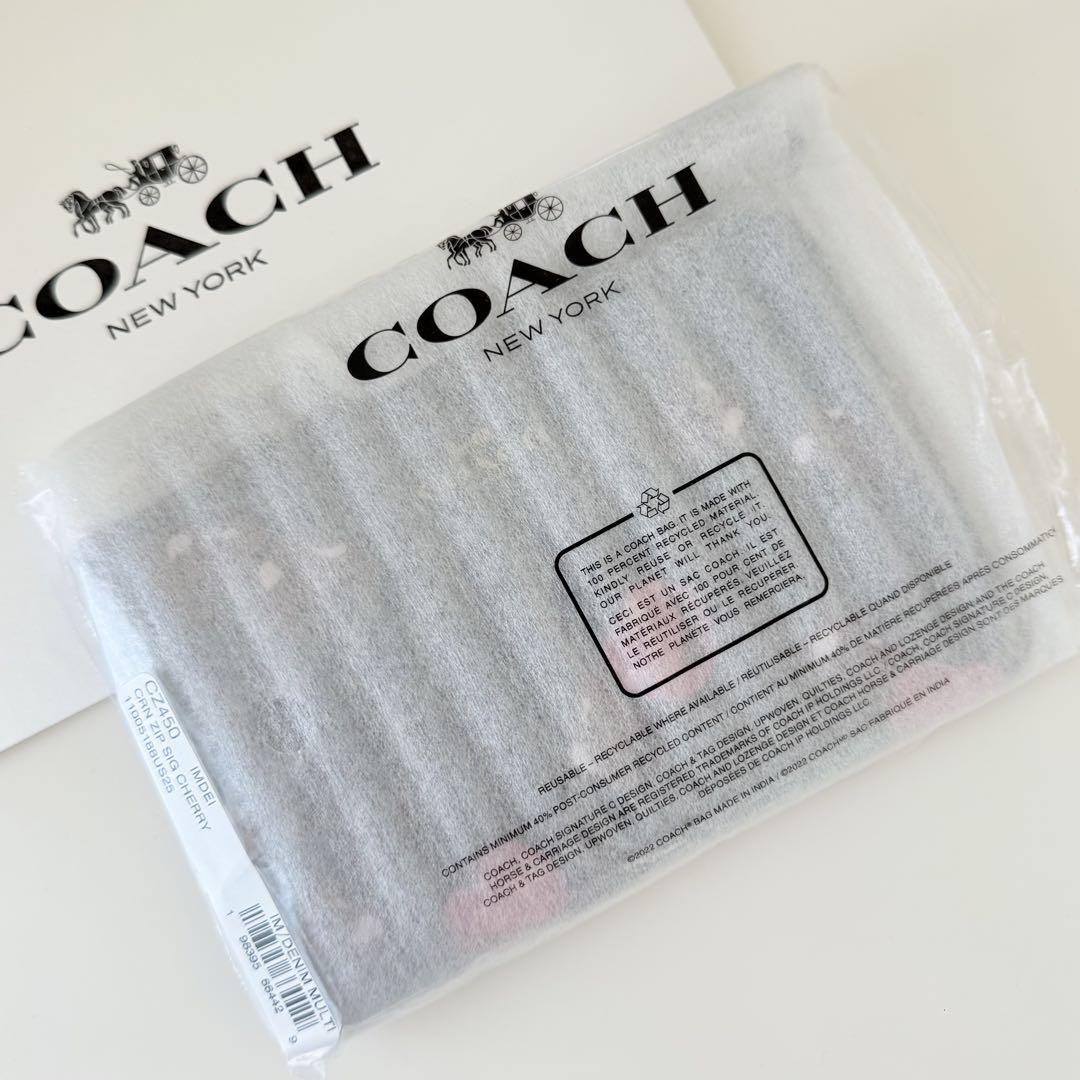 COACH
NEW YORK
COACH
NEW YORK
THIS IS A COACH BAG. IT IS MADE WITH
100 PERCENT RECYCLED MATERIAL.
KINDLY REUSE OR RECYCLE IT.
OUR PLANET WILL THANK YOU.
CECI EST UN SAC COACH. IL EST
FABRIQUÉ AVEC 100 POUR CENT DE
MATÉRIAUX RÉCUPÉRÉS. VEUILLEZ
LE RÉUTILISER OU LE RÉCUPÉRER.
NOTRE PLANÈTE VOUS REMERCIERA.
REUSABLE – RECYCLABLE WHERE AVAILABLE / RÉUTILISABLE – RECYCLABLE QUAND DISPONIBLE
CONTAINS MINIMUM 40% POST-CONSUMER RECYCLED CONTENT / CONTIENT AU MINIMUM 40% DE MATIÈRE RÉCUPÉRÉES APRÈS CONSOMMATION
COACH, COACH SIGNATURE C DESIGN, COACH & TAG DESIGN, UPWOVEN, QUILTIES, COACH AND LOZENGE DESIGN AND THE COACH
HORSE & CARRIAGE DESIGN ARE REGISTERED TRADEMARKS OF COACH IP HOLDINGS LLC. / COACH, COACH SIGNATURE C DESIGN,
COACH & TAG DESIGN, UPWOVEN, QUILTIES, COACH AND LOZENGE DESIGN ET COACH HORSE & CARRIAGE DESIGN SONT DES MARQUES
DÉPOSÉES DE COACH IP HOLDINGS LLC.
©2022 COACH® BAG MADE IN INDIA / ©2022 COACH® SAC FABRIQUÉ EN INDIA
CZ450 IMDEI
CRN ZIP SIG CHERRY
11005188US25
IM/DENIM MULTI
1 98395 66442 9